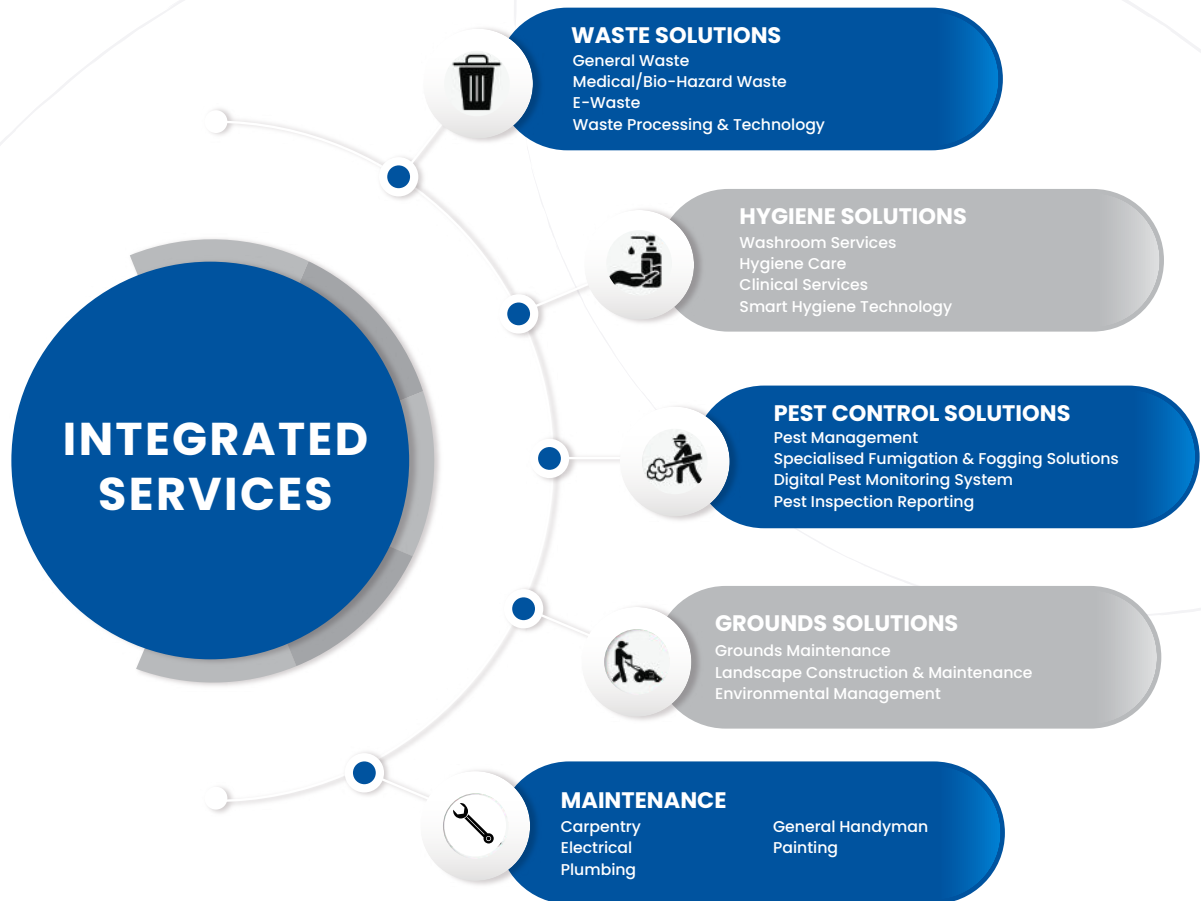 WASTE SOLUTIONS
General Waste
Medical/Bio-Hazard Waste
E-Waste
Waste Processing & Technology
HYGIENE SOLUTIONS
Washroom Services
Hygiene Care
Clinical Services
Smart Hygiene Technology
INTEGRATED
SERVICES
PEST CONTROL SOLUTIONS
Pest Management
Specialised Fumigation & Fogging Solutions
Digital Pest Monitoring System
Pest Inspection Reporting
GROUNDS SOLUTIONS
Grounds Maintenance
Landscape Construction & Maintenance
Environmental Management
MAINTENANCE
Carpentry
Electrical
Plumbing
General Handyman
Painting